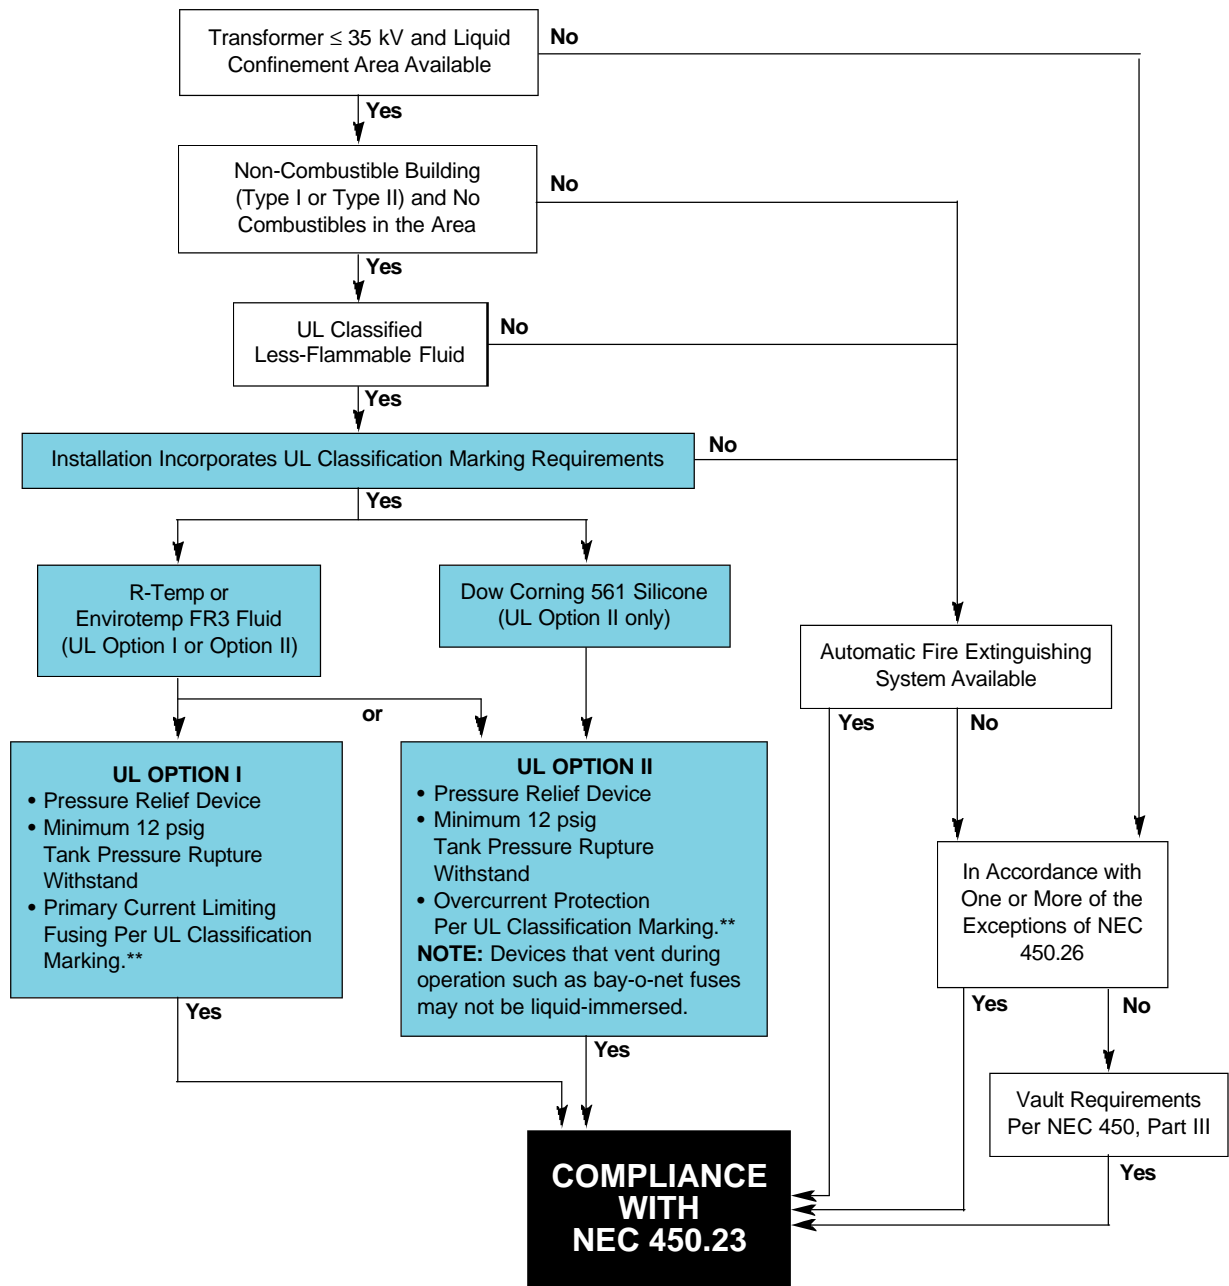 Transformer ≤ 35 kV and Liquid
Confinement Area Available
No
Yes
Non-Combustible Building
(Type I or Type II) and No
Combustibles in the Area
No
Yes
UL Classified
Less-Flammable Fluid
No
Yes
Installation Incorporates UL Classification Marking Requirements
No
Yes
R-Temp or
Envirotemp FR3 Fluid
(UL Option I or Option II)
Dow Corning 561 Silicone
(UL Option II only)
Automatic Fire Extinguishing
System Available
or
Yes
No
UL OPTION I
• Pressure Relief Device
• Minimum 12 psig
Tank Pressure Rupture
Withstand
• Primary Current Limiting
Fusing Per UL Classification
Marking.**
UL OPTION II
• Pressure Relief Device
• Minimum 12 psig
Tank Pressure Rupture
Withstand
• Overcurrent Protection
Per UL Classification Marking.**
NOTE: Devices that vent during
operation such as bay-o-net fuses
may not be liquid-immersed.
In Accordance with
One or More of the
Exceptions of NEC
450.26
Yes
Yes
Yes
No
Vault Requirements
Per NEC 450, Part III
Yes
COMPLIANCE
WITH
NEC 450.23